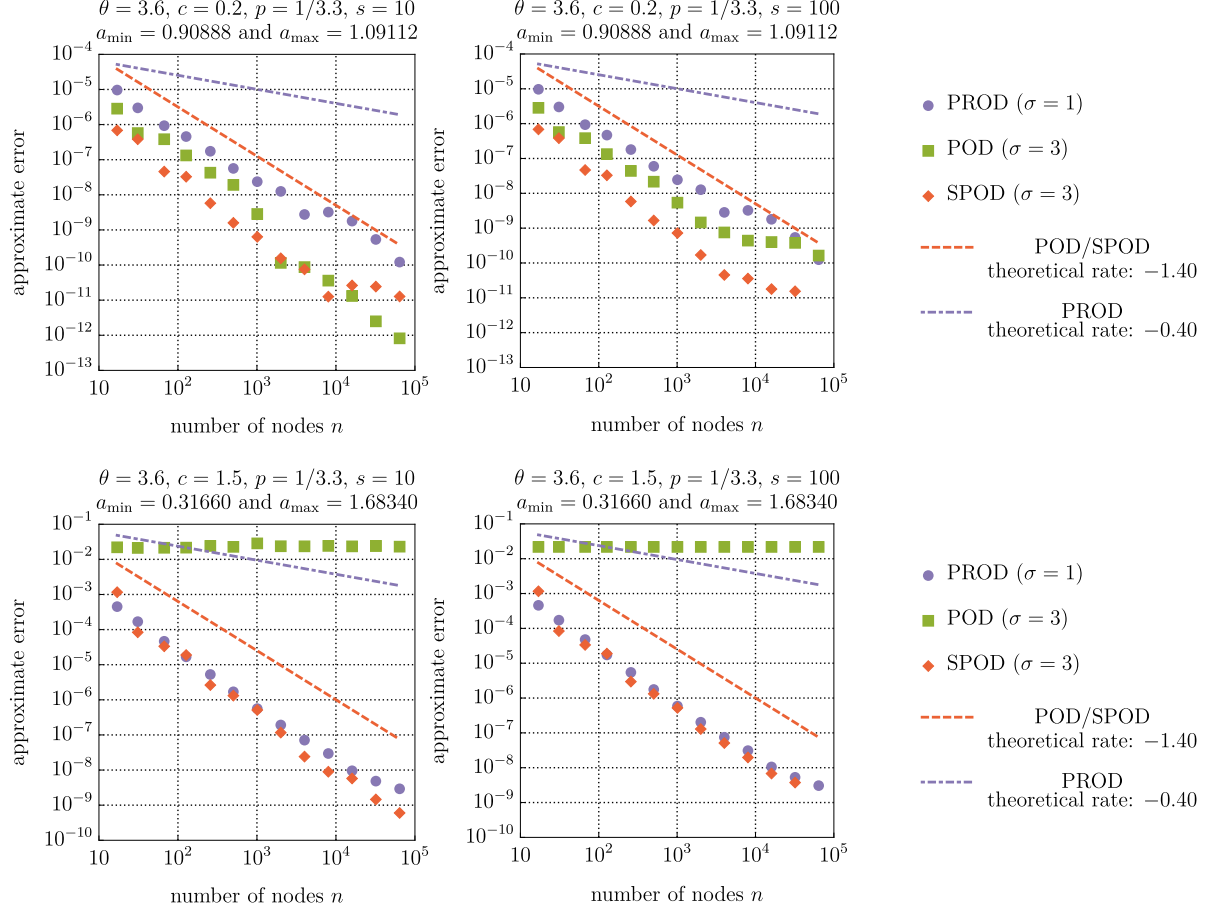 θ = 3.6, c = 0.2, p = 1/3.3, s = 10
a_min = 0.90888 and a_max = 1.09112
10^−4
10^−5
10^−6
10^−7
10^−8
10^−9
10^−10
10^−11
10^−12
10^−13
10 10^2 10^3 10^4 10^5
approximate error
number of nodes n
θ = 3.6, c = 0.2, p = 1/3.3, s = 100
a_min = 0.90888 and a_max = 1.09112
10^−4
10^−5
10^−6
10^−7
10^−8
10^−9
10^−10
10^−11
10^−12
10^−13
10 10^2 10^3 10^4 10^5
approximate error
number of nodes n
PROD (σ = 1)
POD (σ = 3)
SPOD (σ = 3)
POD/SPOD
theoretical rate: −1.40
PROD
theoretical rate: −0.40
θ = 3.6, c = 1.5, p = 1/3.3, s = 10
a_min = 0.31660 and a_max = 1.68340
10^−1
10^−2
10^−3
10^−4
10^−5
10^−6
10^−7
10^−8
10^−9
10^−10
10 10^2 10^3 10^4 10^5
approximate error
number of nodes n
θ = 3.6, c = 1.5, p = 1/3.3, s = 100
a_min = 0.31660 and a_max = 1.68340
10^−1
10^−2
10^−3
10^−4
10^−5
10^−6
10^−7
10^−8
10^−9
10^−10
10 10^2 10^3 10^4 10^5
approximate error
number of nodes n
PROD (σ = 1)
POD (σ = 3)
SPOD (σ = 3)
POD/SPOD
theoretical rate: −1.40
PROD
theoretical rate: −0.40